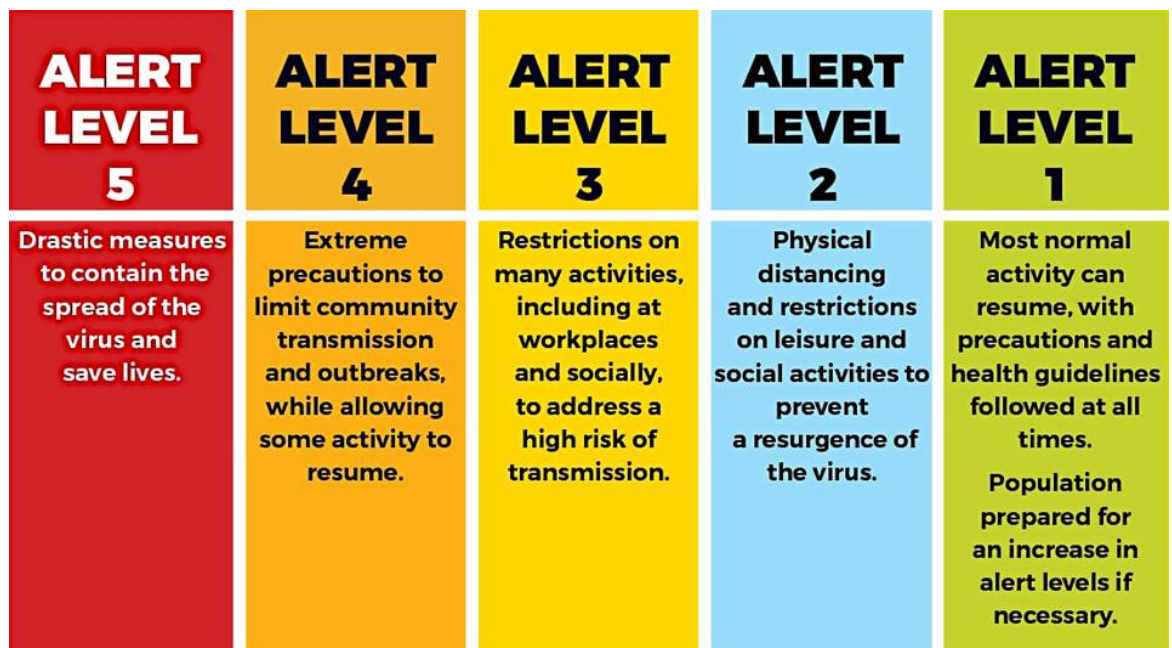 ALERT
LEVEL
5
Drastic measures
to contain the
spread of the
virus and
save lives.
ALERT
LEVEL
4
Extreme
precautions to
limit community
transmission
and outbreaks,
while allowing
some activity to
resume.
ALERT
LEVEL
3
Restrictions on
many activities,
including at
workplaces
and socially,
to address a
high risk of
transmission.
ALERT
LEVEL
2
Physical
distancing
and restrictions
on leisure and
social activities to
prevent
a resurgence of
the virus.
ALERT
LEVEL
1
Most normal
activity can
resume, with
precautions and
health guidelines
followed at all
times.
Population
prepared for
an increase in
alert levels if
necessary.